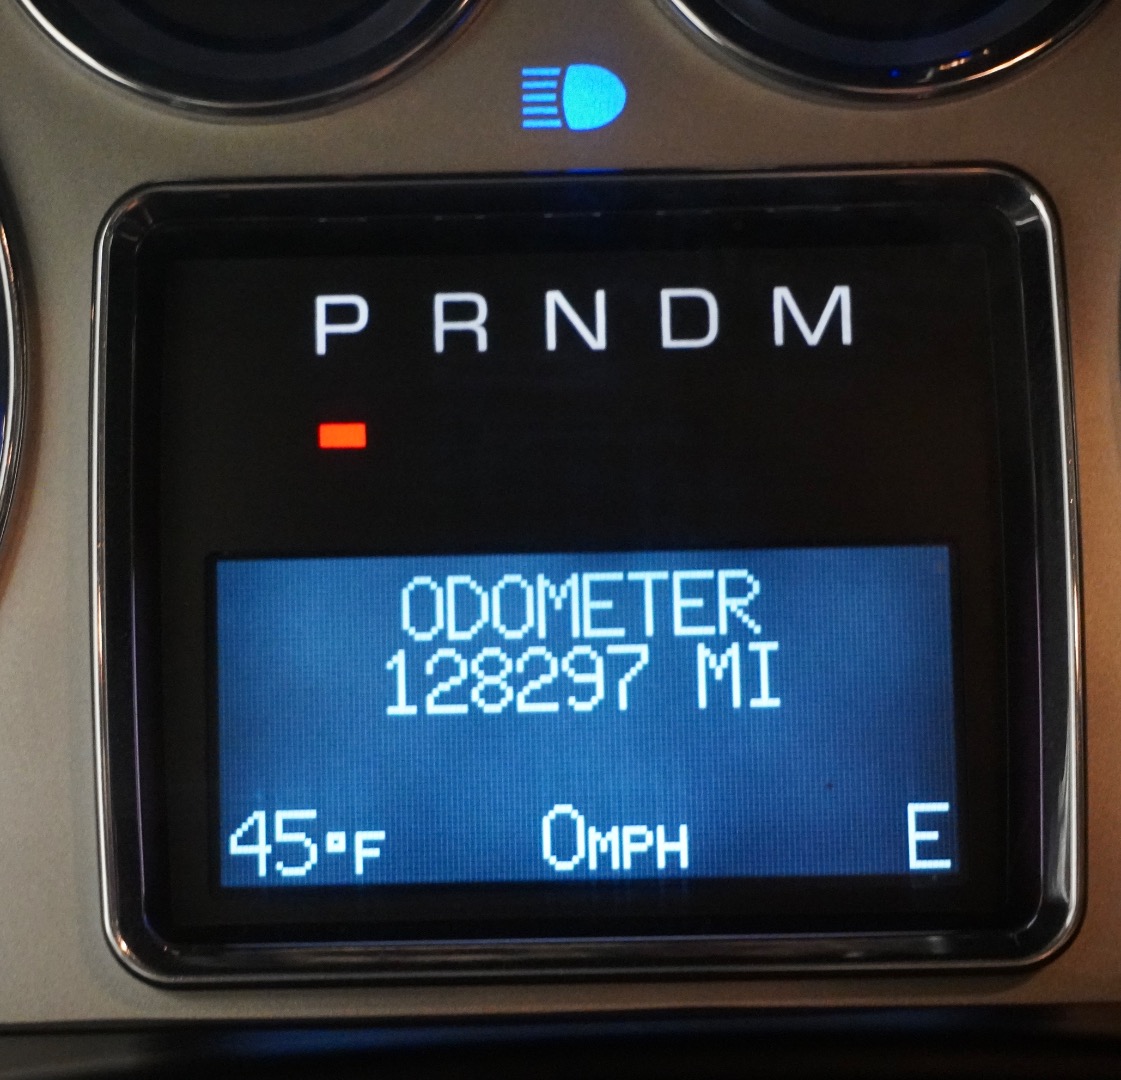 P R N D M
ODOMETER
128297 MI
45°F 0MPH E